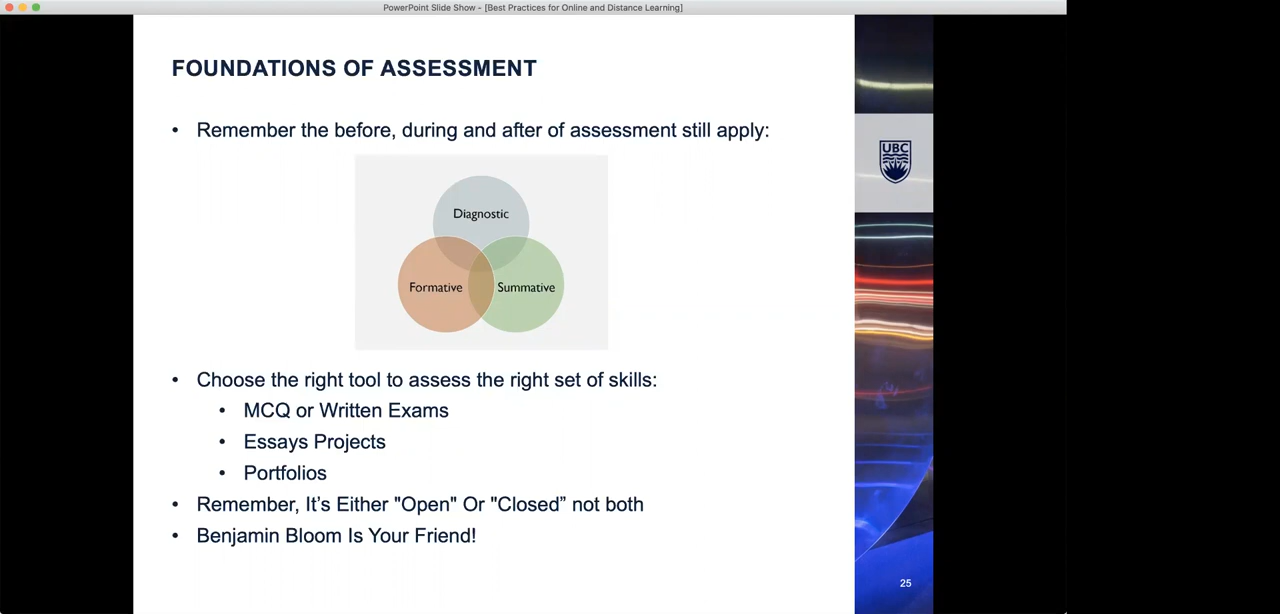 PowerPoint Slide Show - [Best Practices for Online and Distance Learning]
FOUNDATIONS OF ASSESSMENT
• Remember the before, during and after of assessment still apply:
UBC
Diagnostic
Formative
Summative
• Choose the right tool to assess the right set of skills:
• MCQ or Written Exams
• Essays Projects
• Portfolios
• Remember, It’s Either "Open" Or "Closed” not both
• Benjamin Bloom Is Your Friend!
25